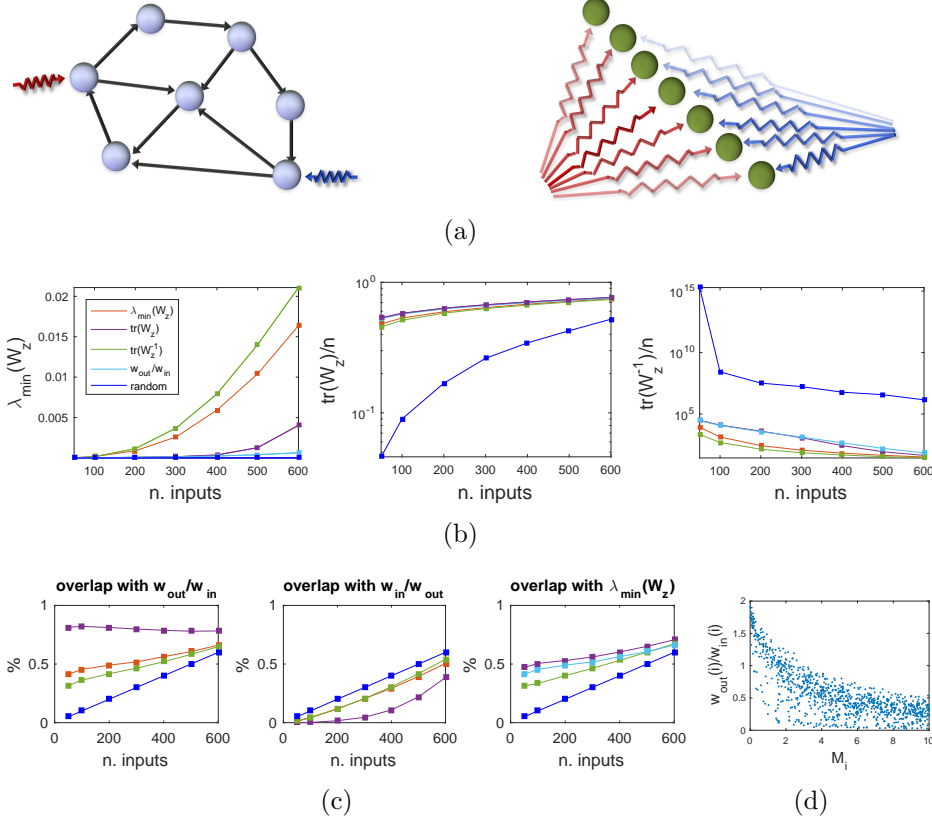 (a)
λmin(Wz)
0.02
0.015
0.01
0.005
λmin(Wz)
tr(Wz)
tr(Wz^-1)
wout/win
random
100 200 300 400 500 600
n. inputs
tr(Wz)/n
10^0
10^-1
100 200 300 400 500 600
n. inputs
tr(Wz^-1)/n
10^15
10^10
10^5
100 200 300 400 500 600
n. inputs
(b)
overlap with wout/win
%
1
0.5
0
0 200 400 600
n. inputs
overlap with win/wout
%
1
0.5
0
0 200 400 600
n. inputs
overlap with λmin(Wz)
%
1
0.5
0
0 200 400 600
n. inputs
(c)
wout(i)/win(i)
2
1.5
1
0.5
0
0 2 4 6 8 10
Mi
(d)